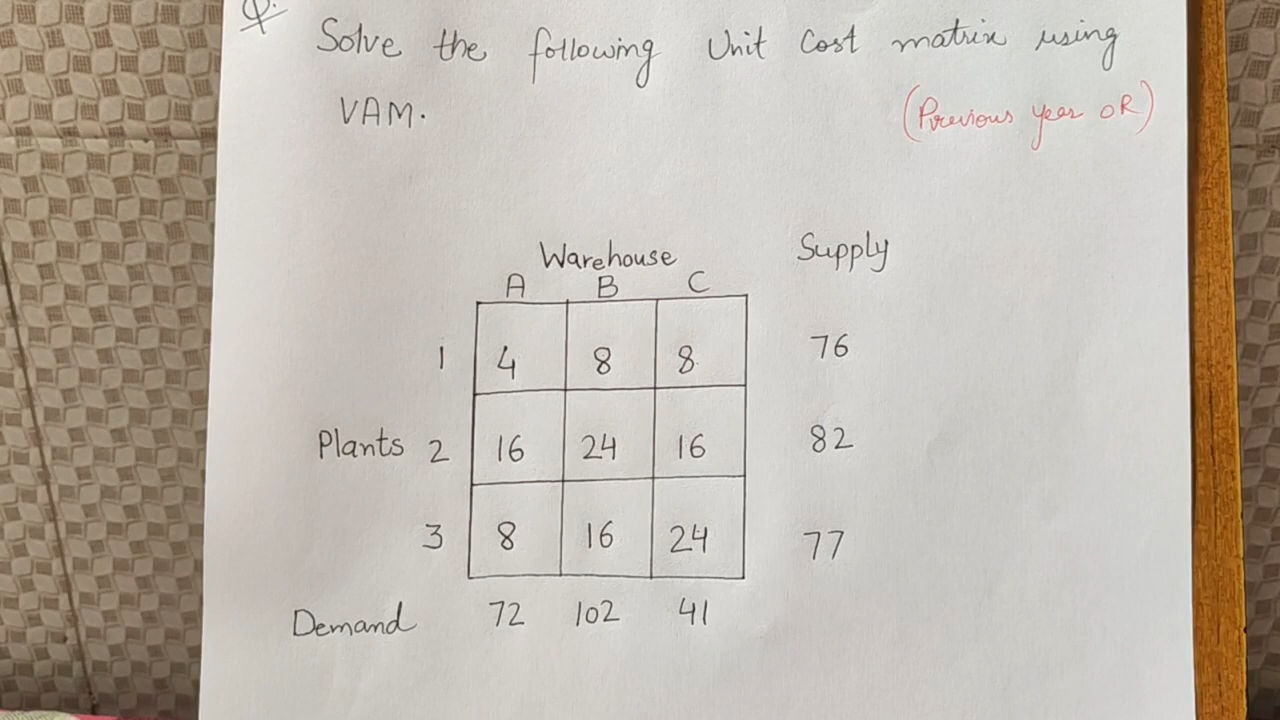 Q.
Solve the following Unit Cost matrix using
VAM. (Previous year OR)
Warehouse Supply
A B C
1 4 8 8 76
Plants 2 16 24 16 82
3 8 16 24 77
Demand 72 102 41